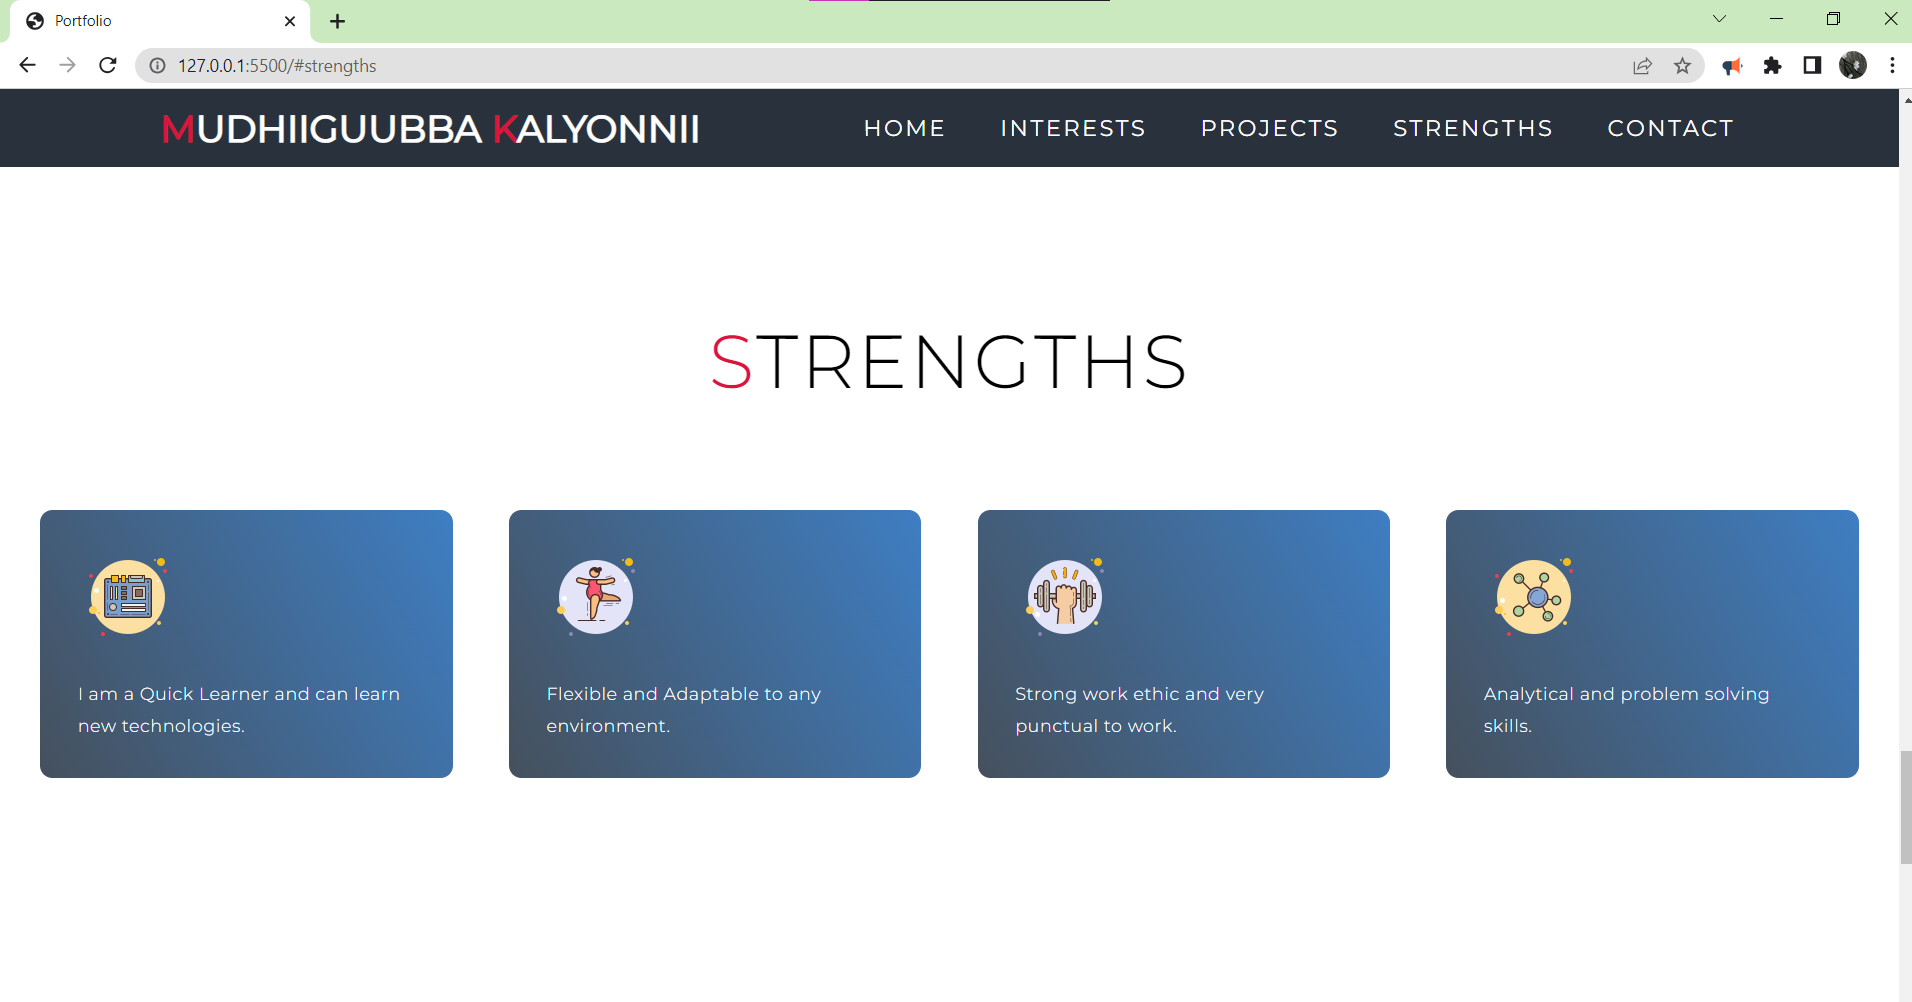 Portfolio
127.0.0.1:5500/#strengths
MUDHIIGUUBBA KALYONNII
HOME
INTERESTS
PROJECTS
STRENGTHS
CONTACT
STRENGTHS
I am a Quick Learner and can learn
new technologies.
Flexible and Adaptable to any
environment.
Strong work ethic and very
punctual to work.
Analytical and problem solving
skills.